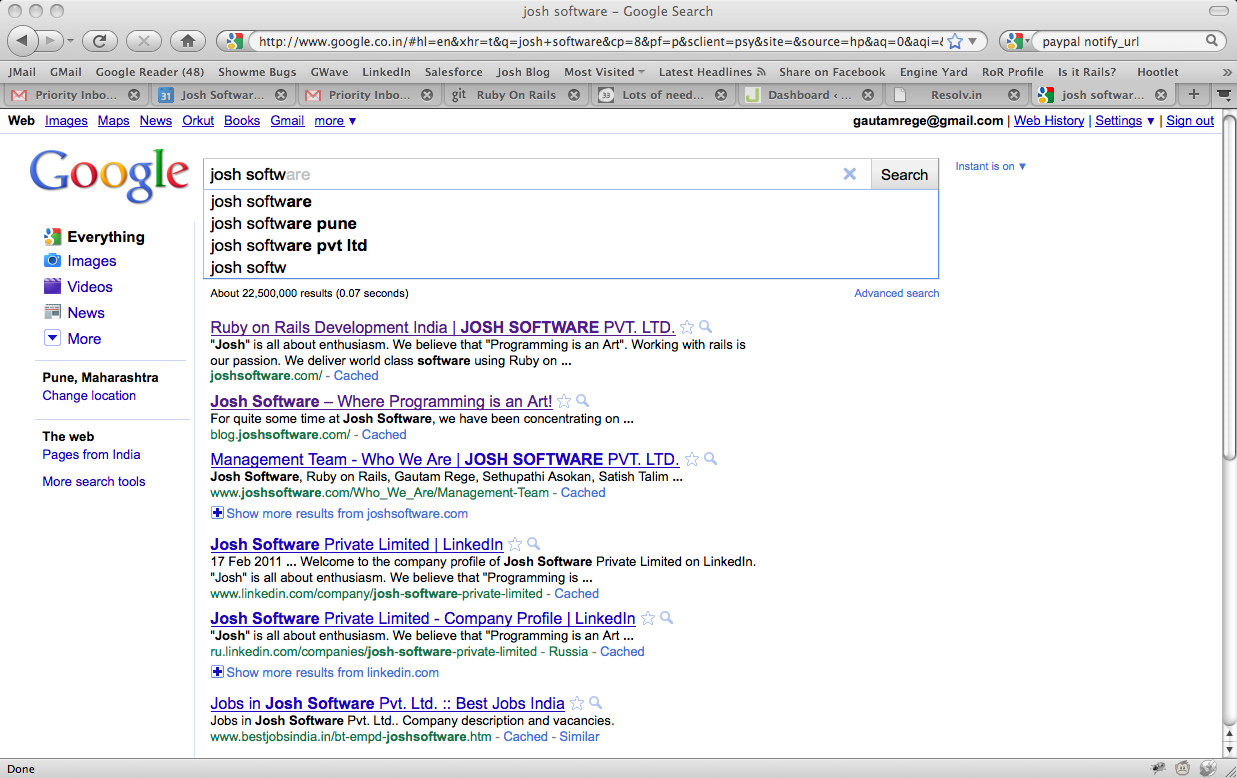 josh software – Google Search
http://www.google.co.in/#hl=en&xhr=t&q=josh+software&cp=8&pf=p&sclient=psy&site=&source=hp&aq=0&aqi=&
paypal notify_url
JMail GMail Google Reader (48) Showme Bugs GWave LinkedIn Salesforce Josh Blog Most Visited Latest Headlines Share on Facebook Engine Yard RoR Profile Is it Rails? Hootlet »
Priority Inbo... 31 Josh Softwar... Priority Inbo... git Ruby On Rails 33 Lots of need... Dashboard ‹ ... Resolv.in josh softwar... +
Web Images Maps News Orkut Books Gmail more ▼ gautamrege@gmail.com | Web History | Settings ▼ | Sign out
Google
josh software
Search
Instant is on ▼
josh software
josh software pune
josh software pvt ltd
josh softw
Everything
Images
Videos
News
More
Pune, Maharashtra
Change location
The web
Pages from India
More search tools
About 22,500,000 results (0.07 seconds) Advanced search
Ruby on Rails Development India | JOSH SOFTWARE PVT. LTD.
"Josh" is all about enthusiasm. We believe that "Programming is an Art". Working with rails is
our passion. We deliver world class software using Ruby on ...
joshsoftware.com/ - Cached
Josh Software – Where Programming is an Art!
For quite some time at Josh Software, we have been concentrating on ...
blog.joshsoftware.com/ - Cached
Management Team - Who We Are | JOSH SOFTWARE PVT. LTD.
Josh Software, Ruby on Rails, Gautam Rege, Sethupathi Asokan, Satish Talim ...
www.joshsoftware.com/Who_We_Are/Management-Team - Cached
Show more results from joshsoftware.com
Josh Software Private Limited | LinkedIn
17 Feb 2011 ... Welcome to the company profile of Josh Software Private Limited on LinkedIn.
"Josh" is all about enthusiasm. We believe that "Programming is ...
www.linkedin.com/company/josh-software-private-limited - Cached
Josh Software Private Limited - Company Profile | LinkedIn
"Josh" is all about enthusiasm. We believe that "Programming is an Art ...
ru.linkedin.com/companies/josh-software-private-limited - Russia - Cached
Show more results from linkedin.com
Jobs in Josh Software Pvt. Ltd. :: Best Jobs India
Jobs in Josh Software Pvt. Ltd.. Company description and vacancies.
www.bestjobsindia.in/bt-empd-joshsoftware.htm - Cached - Similar
Done